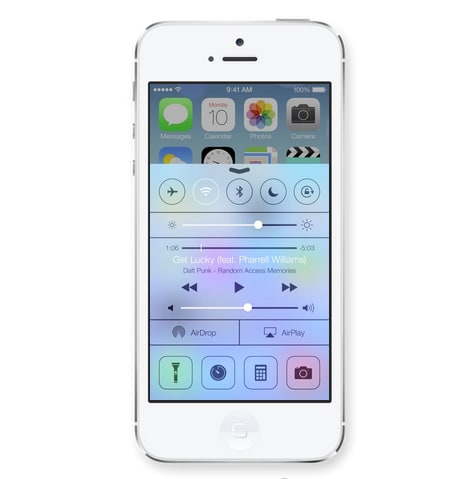 9:41 AM 100%
Monday
10
Messages Calendar Photos Camera
1:06 -5:03
Get Lucky (feat. Pharrell Williams)
Daft Punk - Random Access Memories
AirDrop AirPlay